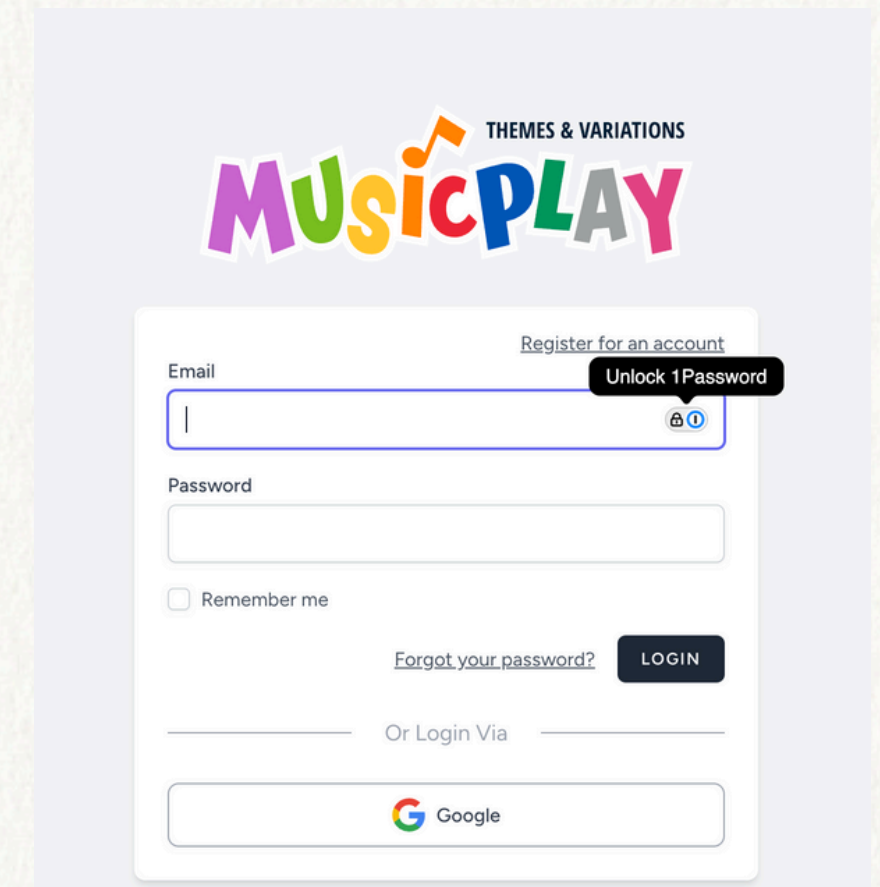 THEMES & VARIATIONS
MUSICPLAY
Register for an account
Email
Unlock 1Password
Password
Remember me
Forgot your password?
LOGIN
Or Login Via
Google